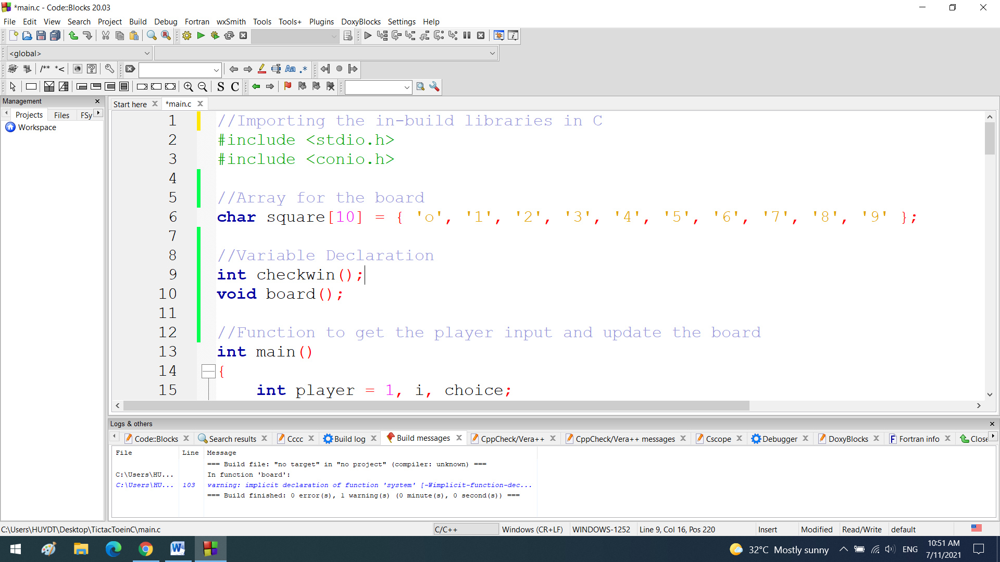 *main.c - Code::Blocks 20.03
File Edit View Search Project Build Debug Fortran wxSmith Tools Tools+ Plugins DoxyBlocks Settings Help
<global>
/** *<
Aa .*
S C
Management
Projects Files FSy
Workspace
Start here *main.c
1 //Importing the in-build libraries in C
2 #include <stdio.h>
3 #include <conio.h>
4
5 //Array for the board
6 char square[10] = { 'o', '1', '2', '3', '4', '5', '6', '7', '8', '9' };
7
8 //Variable Declaration
9 int checkwin();
10 void board();
11
12 //Function to get the player input and update the board
13 int main()
14 {
15 int player = 1, i, choice;
Logs & others
Code::Blocks Search results Cccc Build log Build messages CppCheck/Vera++ CppCheck/Vera++ messages Cscope Debugger DoxyBlocks Fortran info Close
File Line Message
=== Build file: "no target" in "no project" (compiler: unknown) ===
C:\Users\HU... In function 'board':
C:\Users\HU... 103 warning: implicit declaration of function 'system' [-Wimplicit-function-dec...
=== Build finished: 0 error(s), 1 warning(s) (0 minute(s), 0 second(s)) ===
C:\Users\HUYDT\Desktop\TictacToeinC\main.c C/C++ Windows (CR+LF) WINDOWS-1252 Line 9, Col 16, Pos 220 Insert Modified Read/Write default
32°C Mostly sunny ENG 10:51 AM
7/11/2021